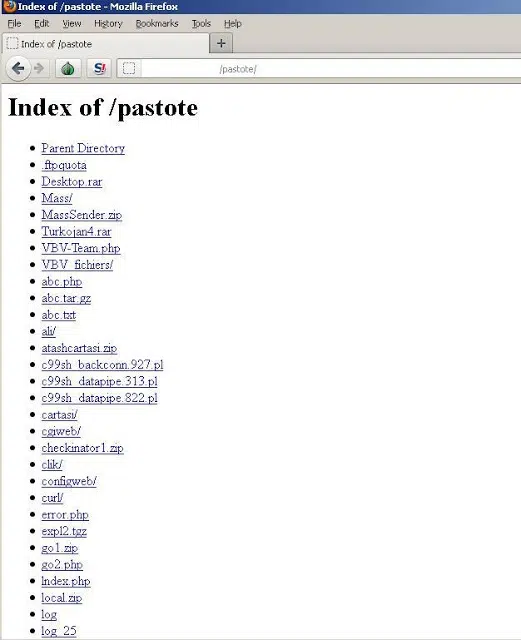 Index of /pastote - Mozilla Firefox
File Edit View History Bookmarks Tools Help
Index of /pastote
S!
/pastote/
Index of /pastote
Parent Directory
.ftpquota
Desktop.rar
Mass/
MassSender.zip
Turkojan4.rar
VBV-Team.php
VBV_fichiers/
abc.php
abc.tar.gz
abc.txt
ali/
atashcartasi.zip
c99sh_backconn.927.pl
c99sh_datapipe.313.pl
c99sh_datapipe.822.pl
cartasi/
cgiweb/
checkinator1.zip
clik/
configweb/
curl/
error.php
expl2.tgz
go1.zip
go2.php
Index.php
local.zip
log
log_25